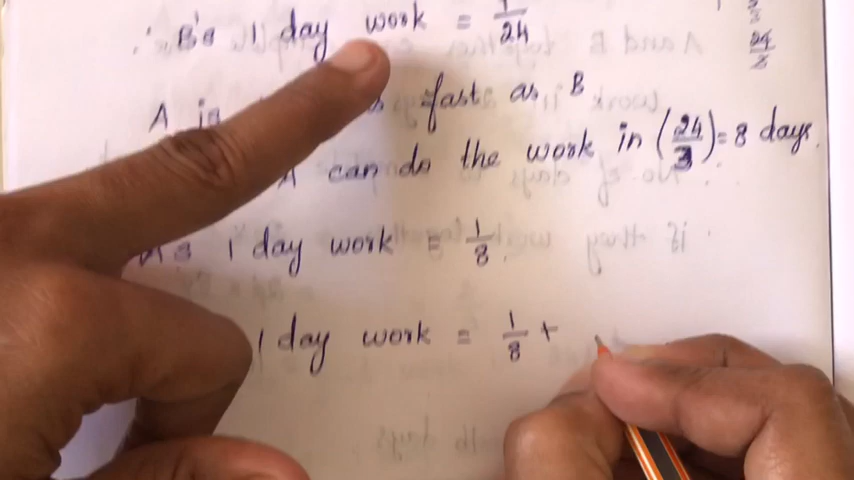 ∴ B's 1 day work = 1/24
A is fast as B
A can do the work in (24/3) = 8 days.
A's 1 day work = 1/8.
1 day work = 1/8 +